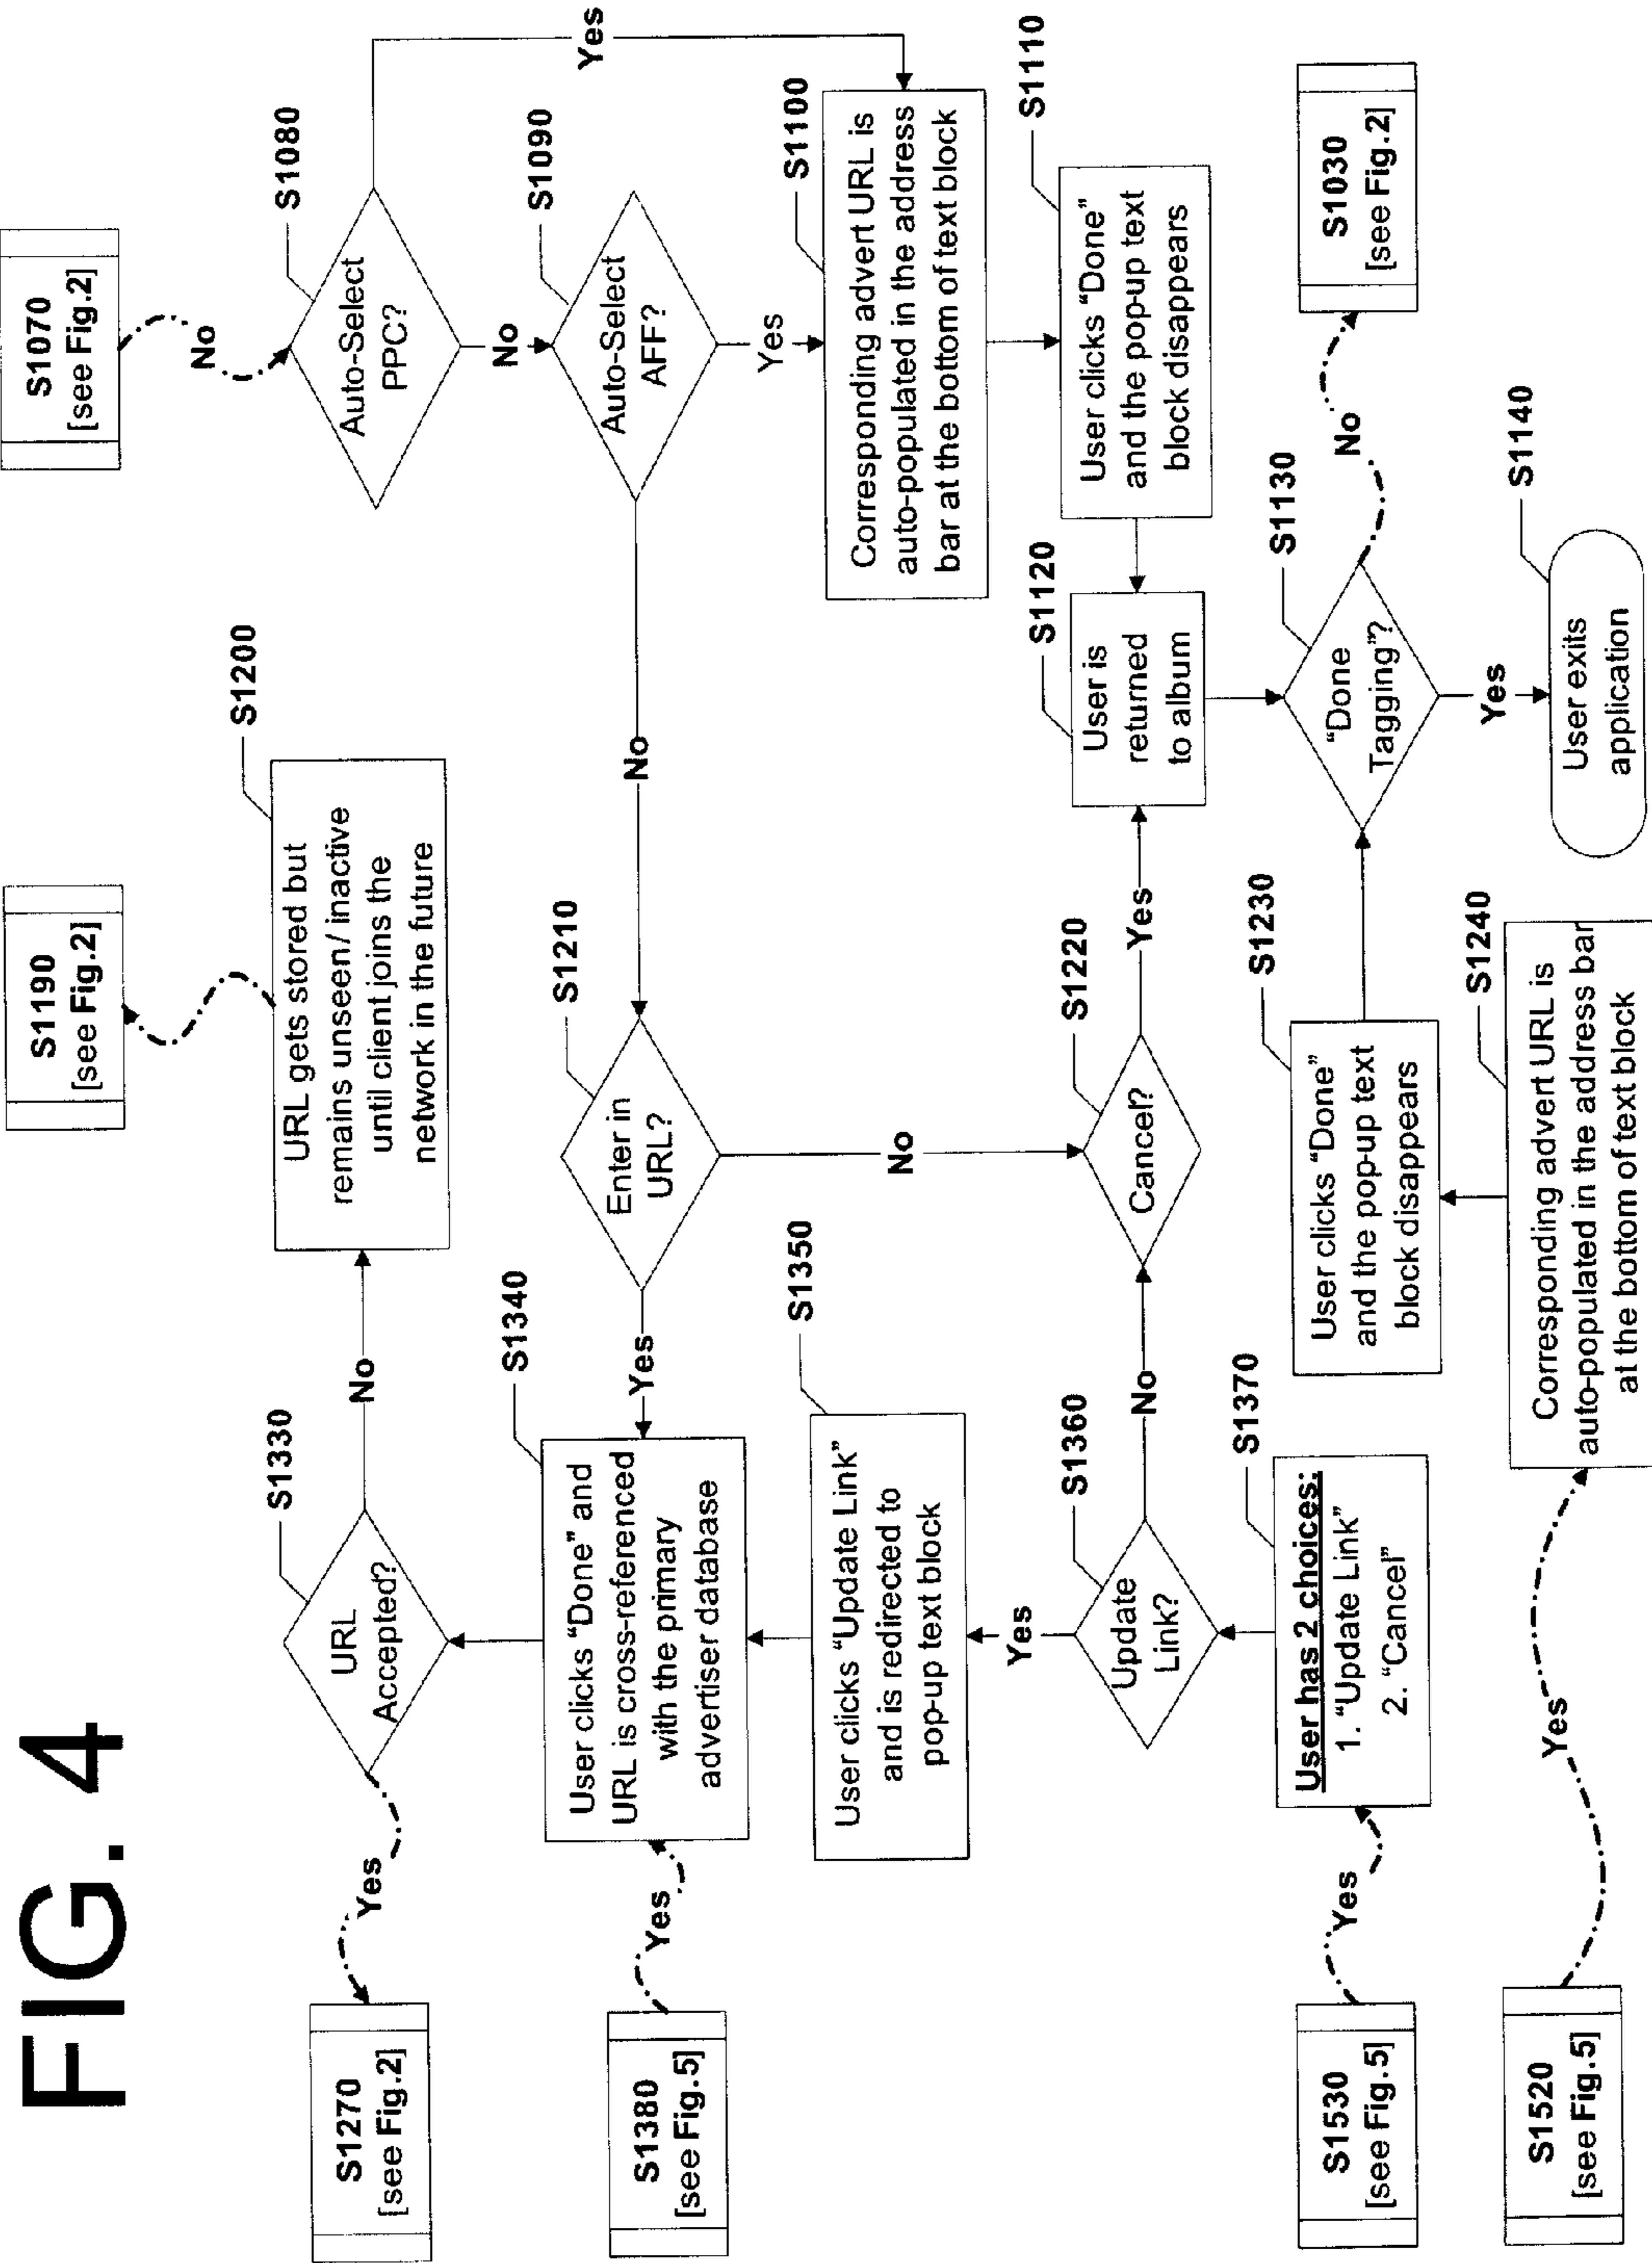 FIG. 4
S1270
[see Fig.2]
Yes
URL
Accepted?
S1330
No
S1190
[see Fig.2]
URL gets stored but
remains unseen/ inactive
until client joins the
network in the future
S1200
S1070
[see Fig.2]
No
Auto-Select
PPC?
S1080
Yes
No
Auto-Select
AFF?
S1090
Yes
No
S1380
[see Fig.5]
Yes
User clicks “Done” and
URL is cross-referenced
with the primary
advertiser database
S1340
Yes
Enter in
URL?
S1210
No
Corresponding advert URL is
auto-populated in the address
bar at the bottom of text block
S1100
User clicks “Update Link”
and is redirected to
pop-up text block
S1350
Yes
Update
Link?
S1360
No
Cancel?
S1220
Yes
User is
returned
to album
S1120
User clicks “Done”
and the pop-up text
block disappears
S1110
S1530
[see Fig.5]
Yes
User has 2 choices:
1. “Update Link”
2. “Cancel”
S1370
User clicks “Done”
and the pop-up text
block disappears
S1230
“Done
Tagging”?
S1130
No
S1030
[see Fig.2]
Yes
S1520
[see Fig.5]
Yes
Corresponding advert URL is
auto-populated in the address bar
at the bottom of text block
S1240
User exits
application
S1140